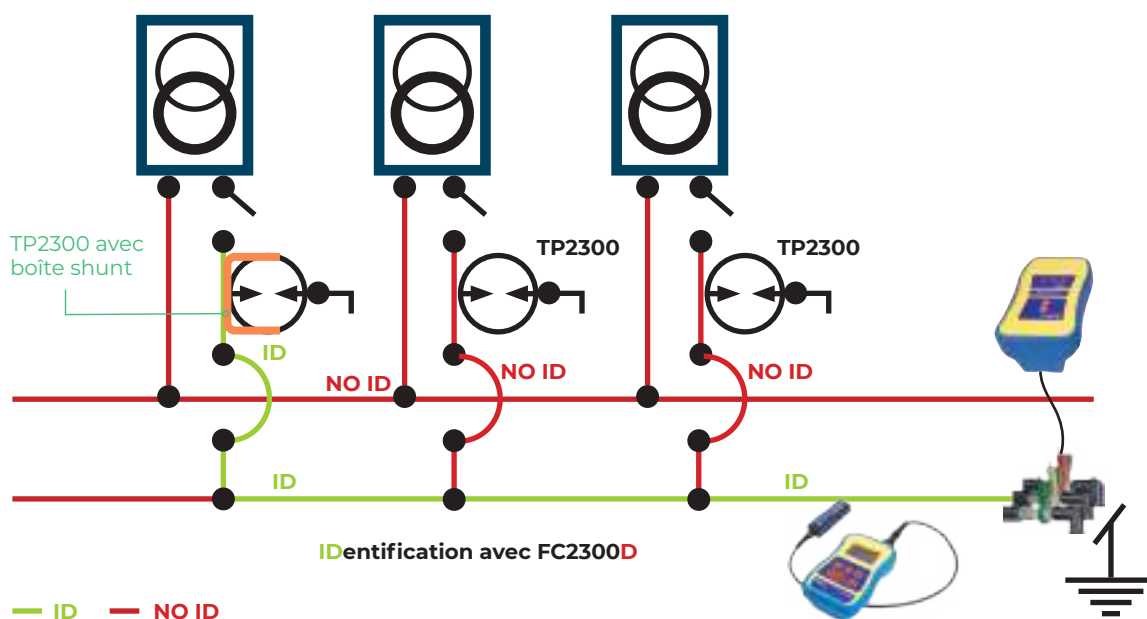 TP2300
TP2300
TP2300 avec
boîte shunt
ID
NO ID
NO ID
NO ID
ID
ID
IDentification avec FC2300D
ID
NO ID